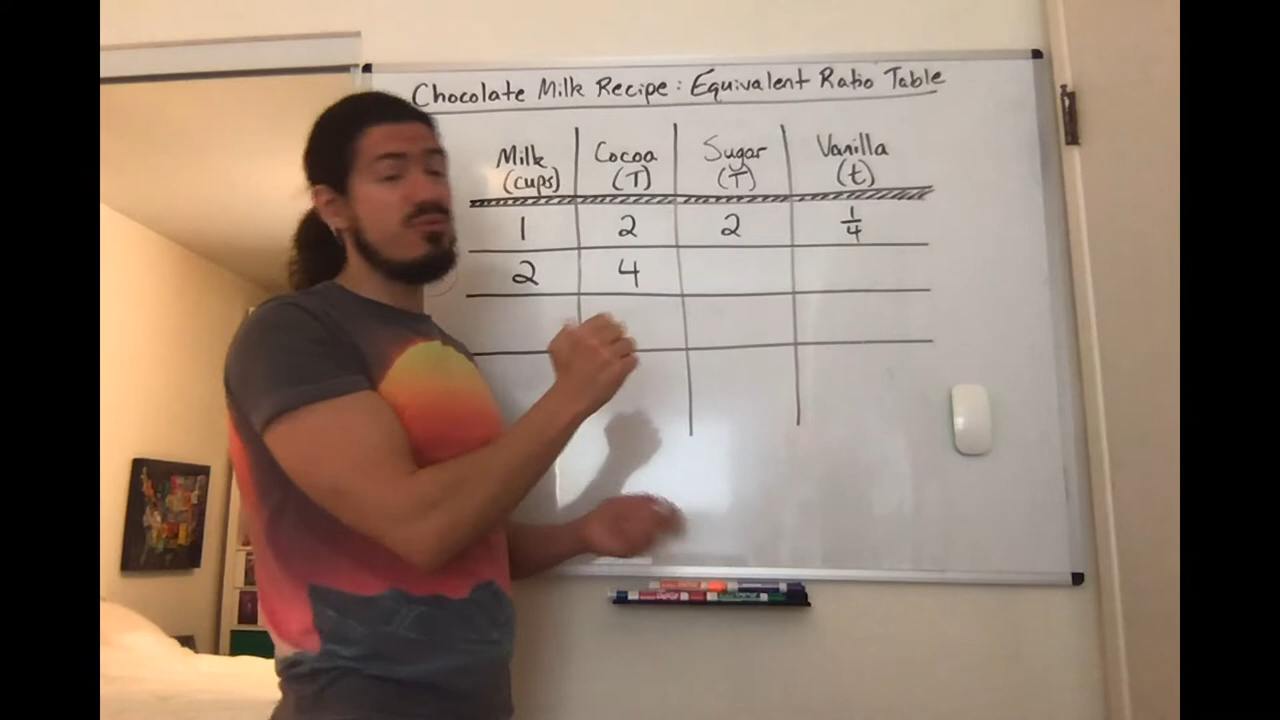 Chocolate Milk Recipe: Equivalent Ratio Table
Milk (cups) Cocoa (T) Sugar (T) Vanilla (t)
1 2 2 1/4
2 4